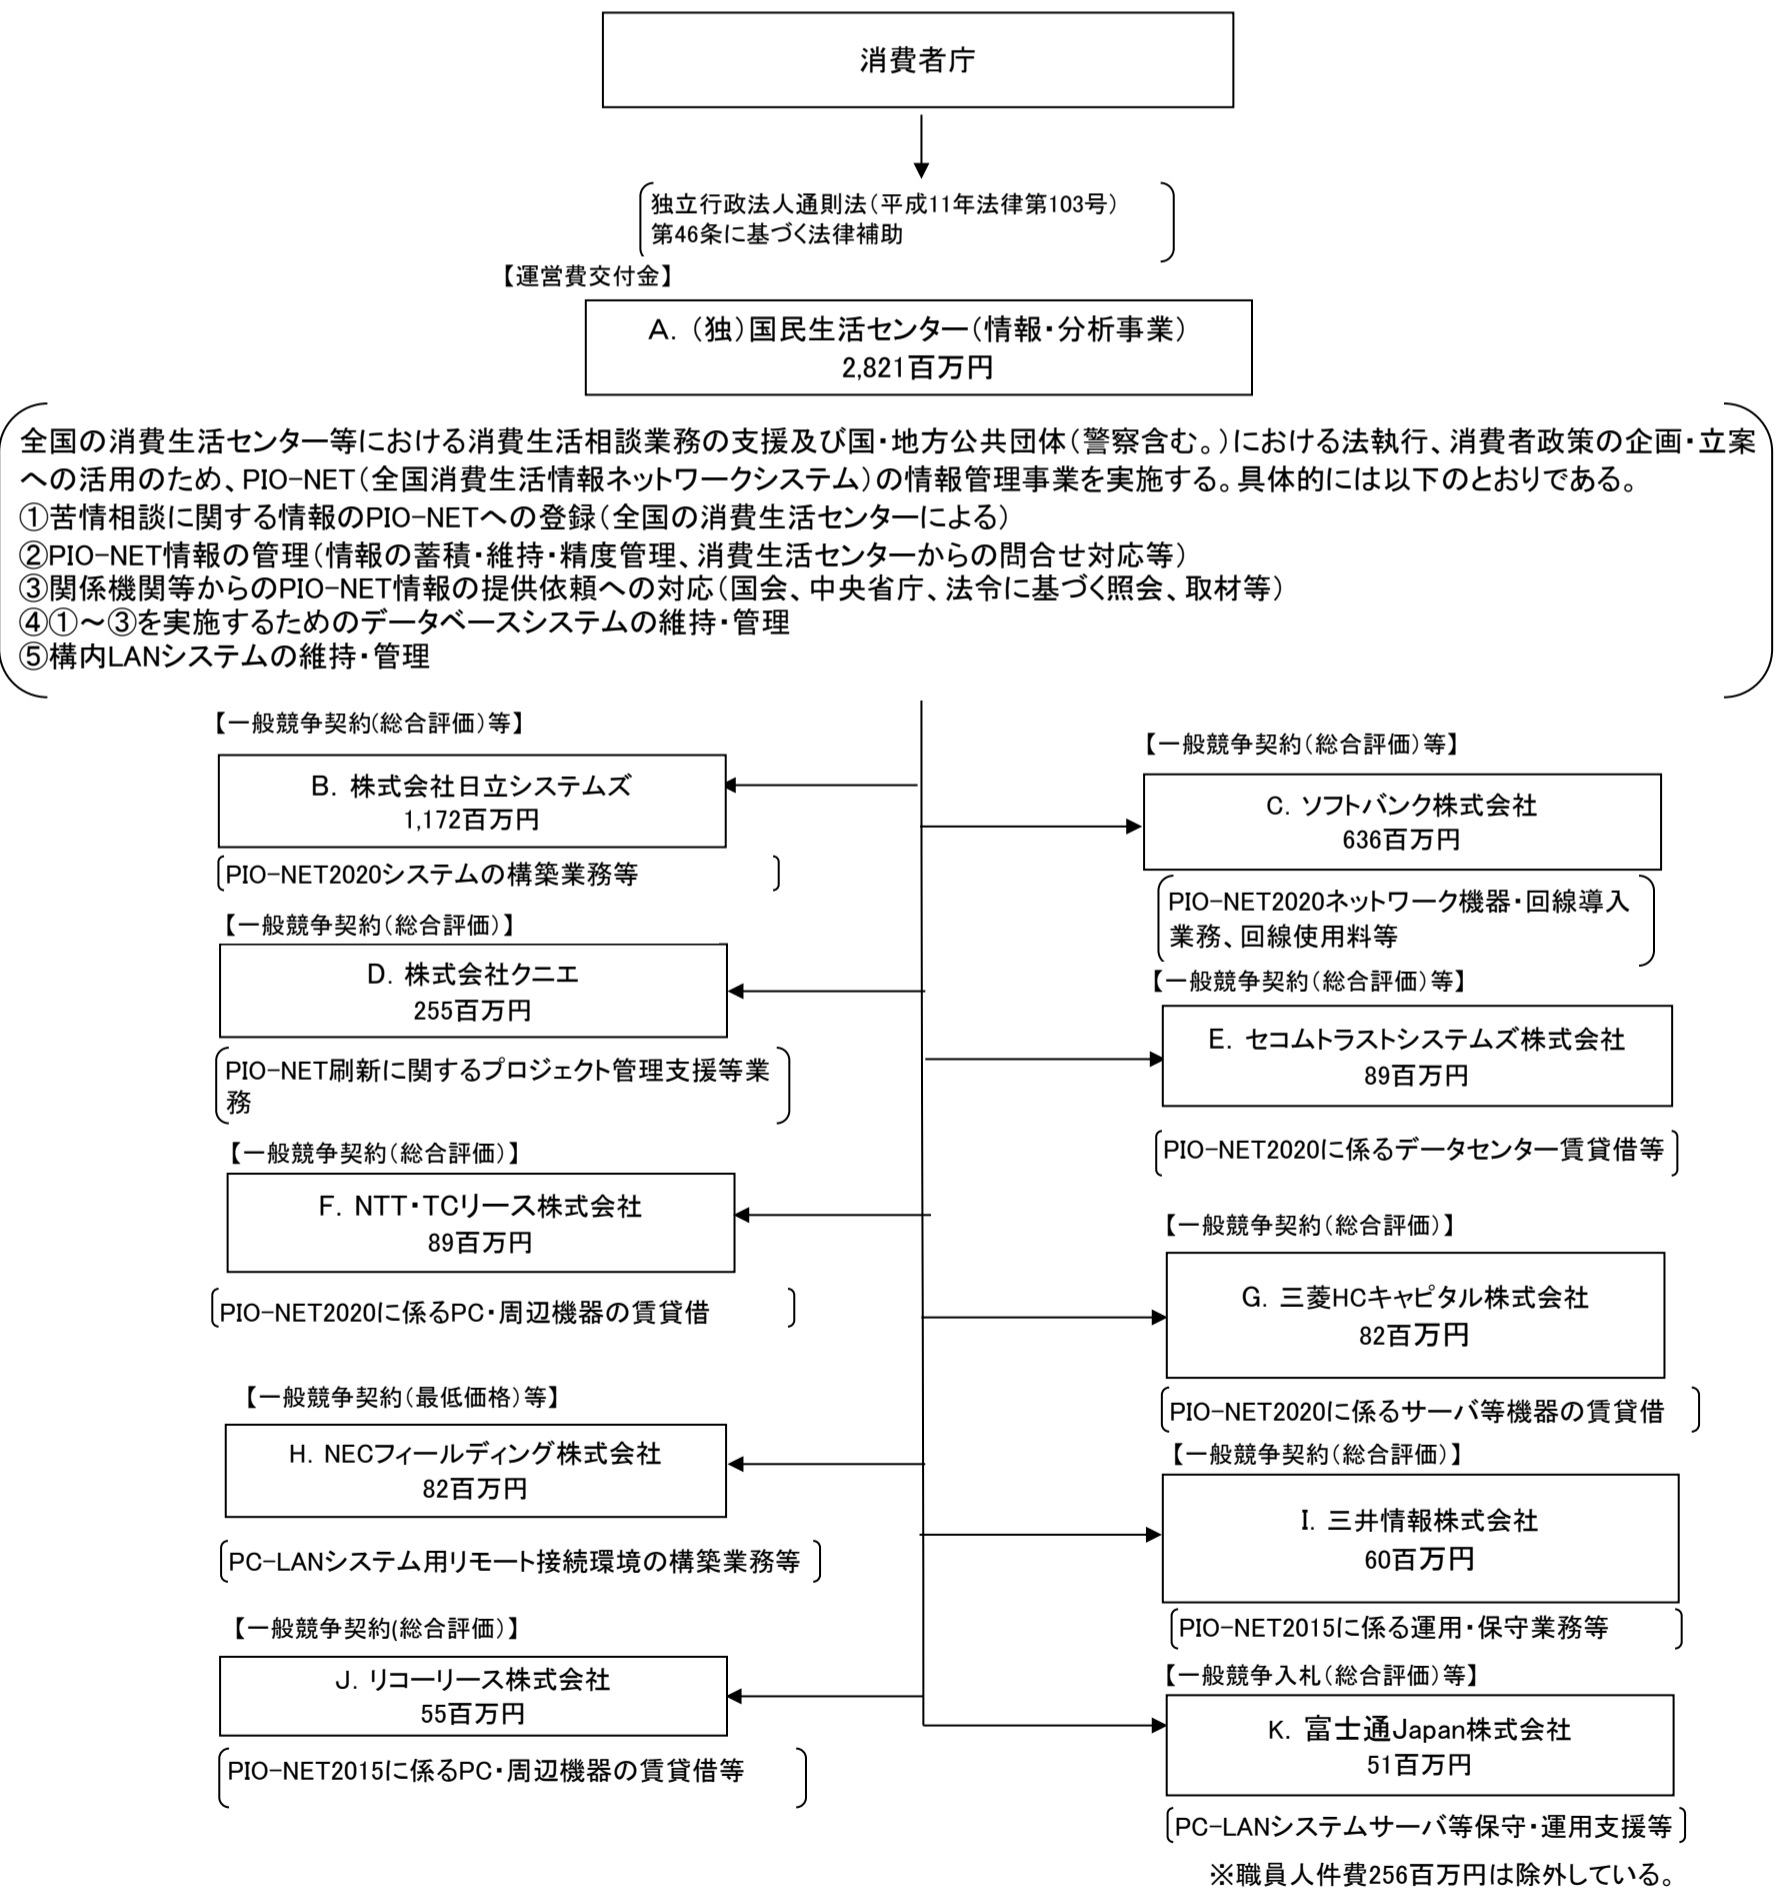 消費者庁
独立行政法人通則法（平成11年法律第103号）
第46条に基づく法律補助
【運営費交付金】
A．（独）国民生活センター（情報・分析事業）
2,821百万円
全国の消費生活センター等における消費生活相談業務の支援及び国・地方公共団体（警察含む。）における法執行、消費者政策の企画・立案
への活用のため、PIO-NET（全国消費生活情報ネットワークシステム）の情報管理事業を実施する。具体的には以下のとおりである。
①苦情相談に関する情報のPIO-NETへの登録（全国の消費生活センターによる）
②PIO-NET情報の管理（情報の蓄積・維持・精度管理、消費生活センターからの問合せ対応等）
③関係機関等からのPIO-NET情報の提供依頼への対応（国会、中央省庁、法令に基づく照会、取材等）
④①～③を実施するためのデータベースシステムの維持・管理
⑤構内LANシステムの維持・管理
【一般競争契約(総合評価）等】
B．株式会社日立システムズ
1,172百万円
PIO-NET2020システムの構築業務等
【一般競争契約（総合評価）等】
C．ソフトバンク株式会社
636百万円
PIO-NET2020ネットワーク機器・回線導入
業務、回線使用料等
【一般競争契約（総合評価）】
D．株式会社クニエ
255百万円
PIO-NET刷新に関するプロジェクト管理支援等業
務
【一般競争契約（総合評価）等】
E．セコムトラストシステムズ株式会社
89百万円
PIO-NET2020に係るデータセンター賃貸借等
【一般競争契約（総合評価）】
F．NTT・TCリース株式会社
89百万円
PIO-NET2020に係るPC・周辺機器の賃貸借
【一般競争契約（総合評価）】
G．三菱HCキャピタル株式会社
82百万円
PIO-NET2020に係るサーバ等機器の賃貸借
【一般競争契約（最低価格）等】
H．NECフィールディング株式会社
82百万円
PC-LANシステム用リモート接続環境の構築業務等
【一般競争契約（総合評価）】
I．三井情報株式会社
60百万円
PIO-NET2015に係る運用・保守業務等
【一般競争契約(総合評価）】
J．リコーリース株式会社
55百万円
PIO-NET2015に係るPC・周辺機器の賃貸借等
【一般競争入札（総合評価）等】
K．富士通Japan株式会社
51百万円
PC-LANシステムサーバ等保守・運用支援等
※職員人件費256百万円は除外している。